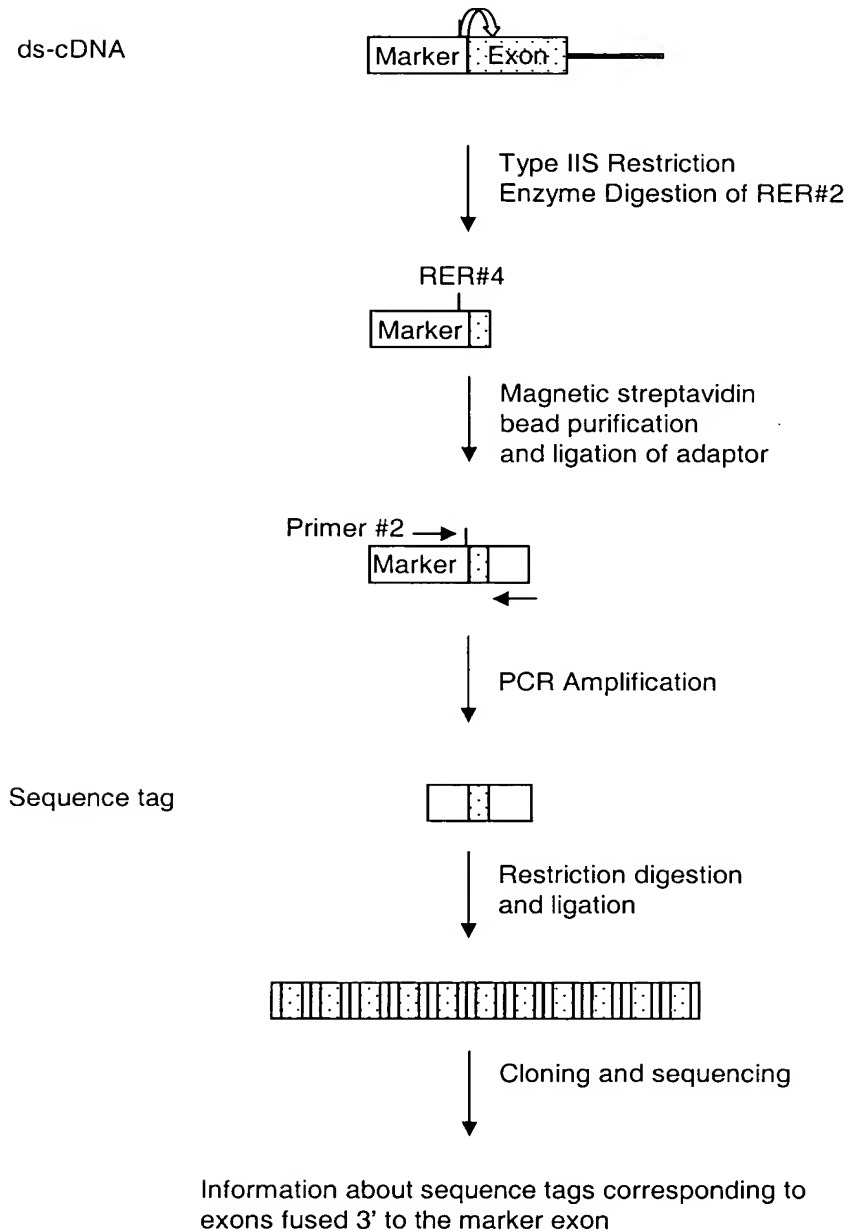 ds-cDNA
Marker Exon
Type IIS Restriction
Enzyme Digestion of RER#2
RER#4
Marker
Magnetic streptavidin
bead purification
and ligation of adaptor
Primer #2
Marker
PCR Amplification
Sequence tag
Restriction digestion
and ligation
Cloning and sequencing
Information about sequence tags corresponding to
exons fused 3' to the marker exon